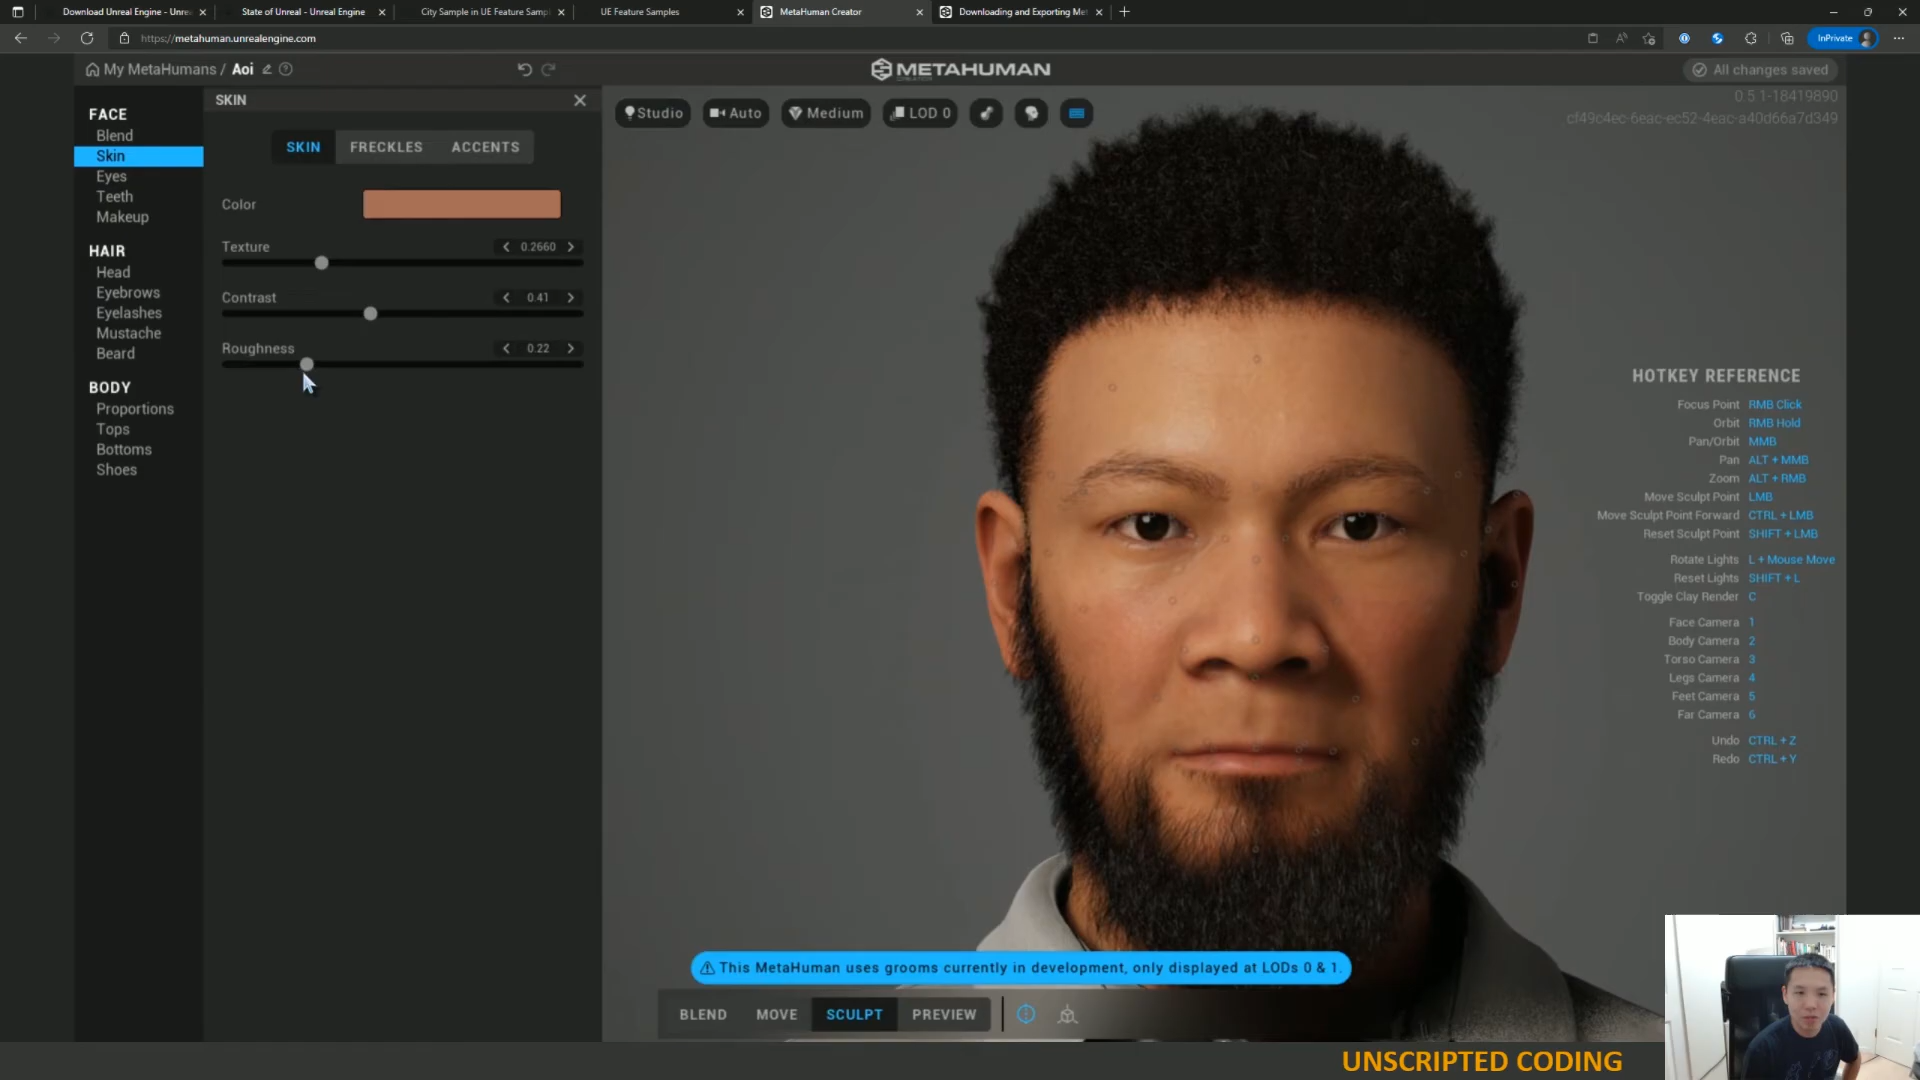 Download Unreal Engine - Unre
State of Unreal - Unreal Engine
City Sample in UE Feature Samp
UE Feature Samples
MetaHuman Creator
Downloading and Exporting Me
https://metahuman.unrealengine.com
InPrivate
My MetaHumans / Aoi
METAHUMAN
CREATOR
All changes saved
FACE
Blend
Skin
Eyes
Teeth
Makeup
HAIR
Head
Eyebrows
Eyelashes
Mustache
Beard
BODY
Proportions
Tops
Bottoms
Shoes
SKIN
SKIN FRECKLES ACCENTS
Color
Texture 0.2660
Contrast 0.41
Roughness 0.22
Studio Auto Medium LOD 0
0.5.1-18419890
cf49c4ec-6eac-ec52-4eac-a40d66a7d349
HOTKEY REFERENCE
Focus Point RMB Click
Orbit RMB Hold
Pan/Orbit MMB
Pan ALT + MMB
Zoom ALT + RMB
Move Sculpt Point LMB
Move Sculpt Point Forward CTRL + LMB
Reset Sculpt Point SHIFT + LMB
Rotate Lights L + Mouse Move
Reset Lights SHIFT + L
Toggle Clay Render C
Face Camera 1
Body Camera 2
Torso Camera 3
Legs Camera 4
Feet Camera 5
Far Camera 6
Undo CTRL + Z
Redo CTRL + Y
This MetaHuman uses grooms currently in development, only displayed at LODs 0 & 1.
BLEND MOVE SCULPT PREVIEW
UNSCRIPTED CODING